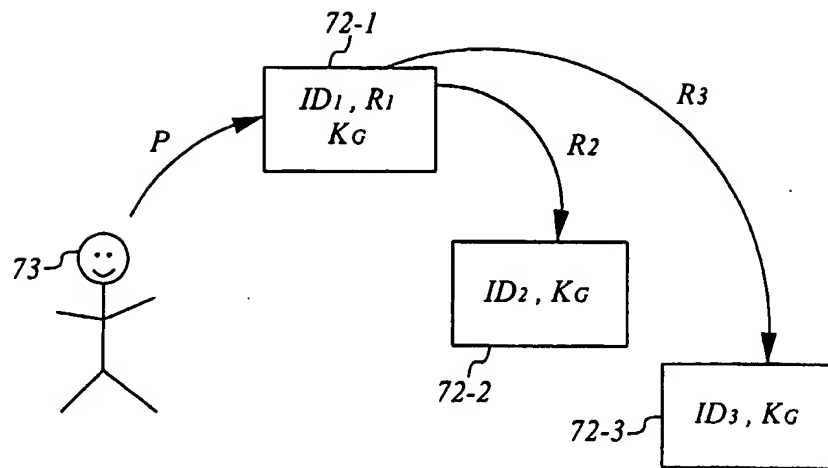 72-1
ID1, R1
KG
P
R2
R3
73
ID2, KG
72-2
ID3, KG
72-3